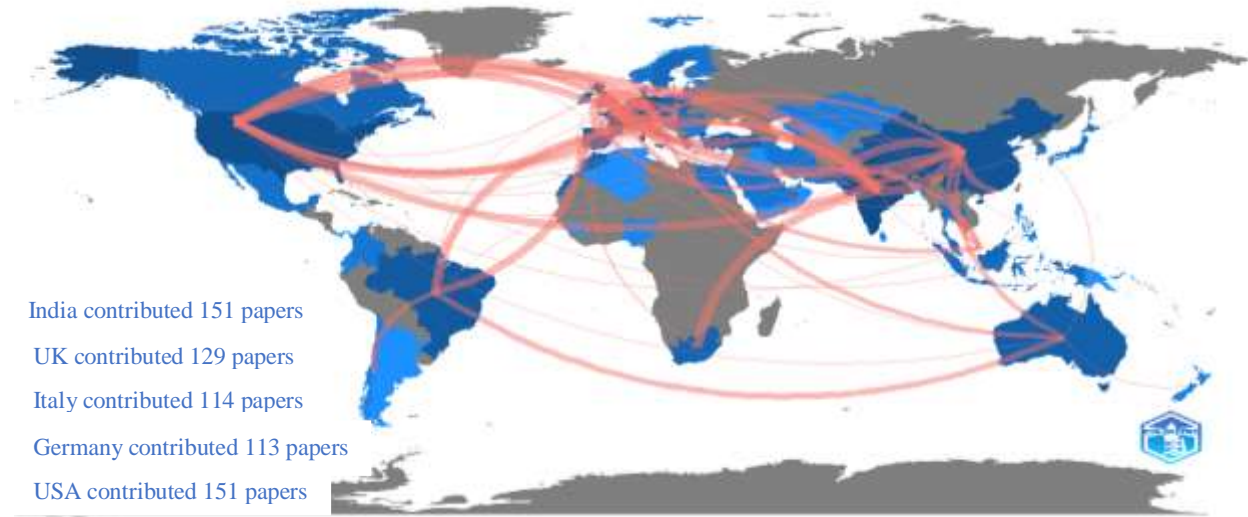 India contributed 151 papers
UK contributed 129 papers
Italy contributed 114 papers
Germany contributed 113 papers
USA contributed 151 papers